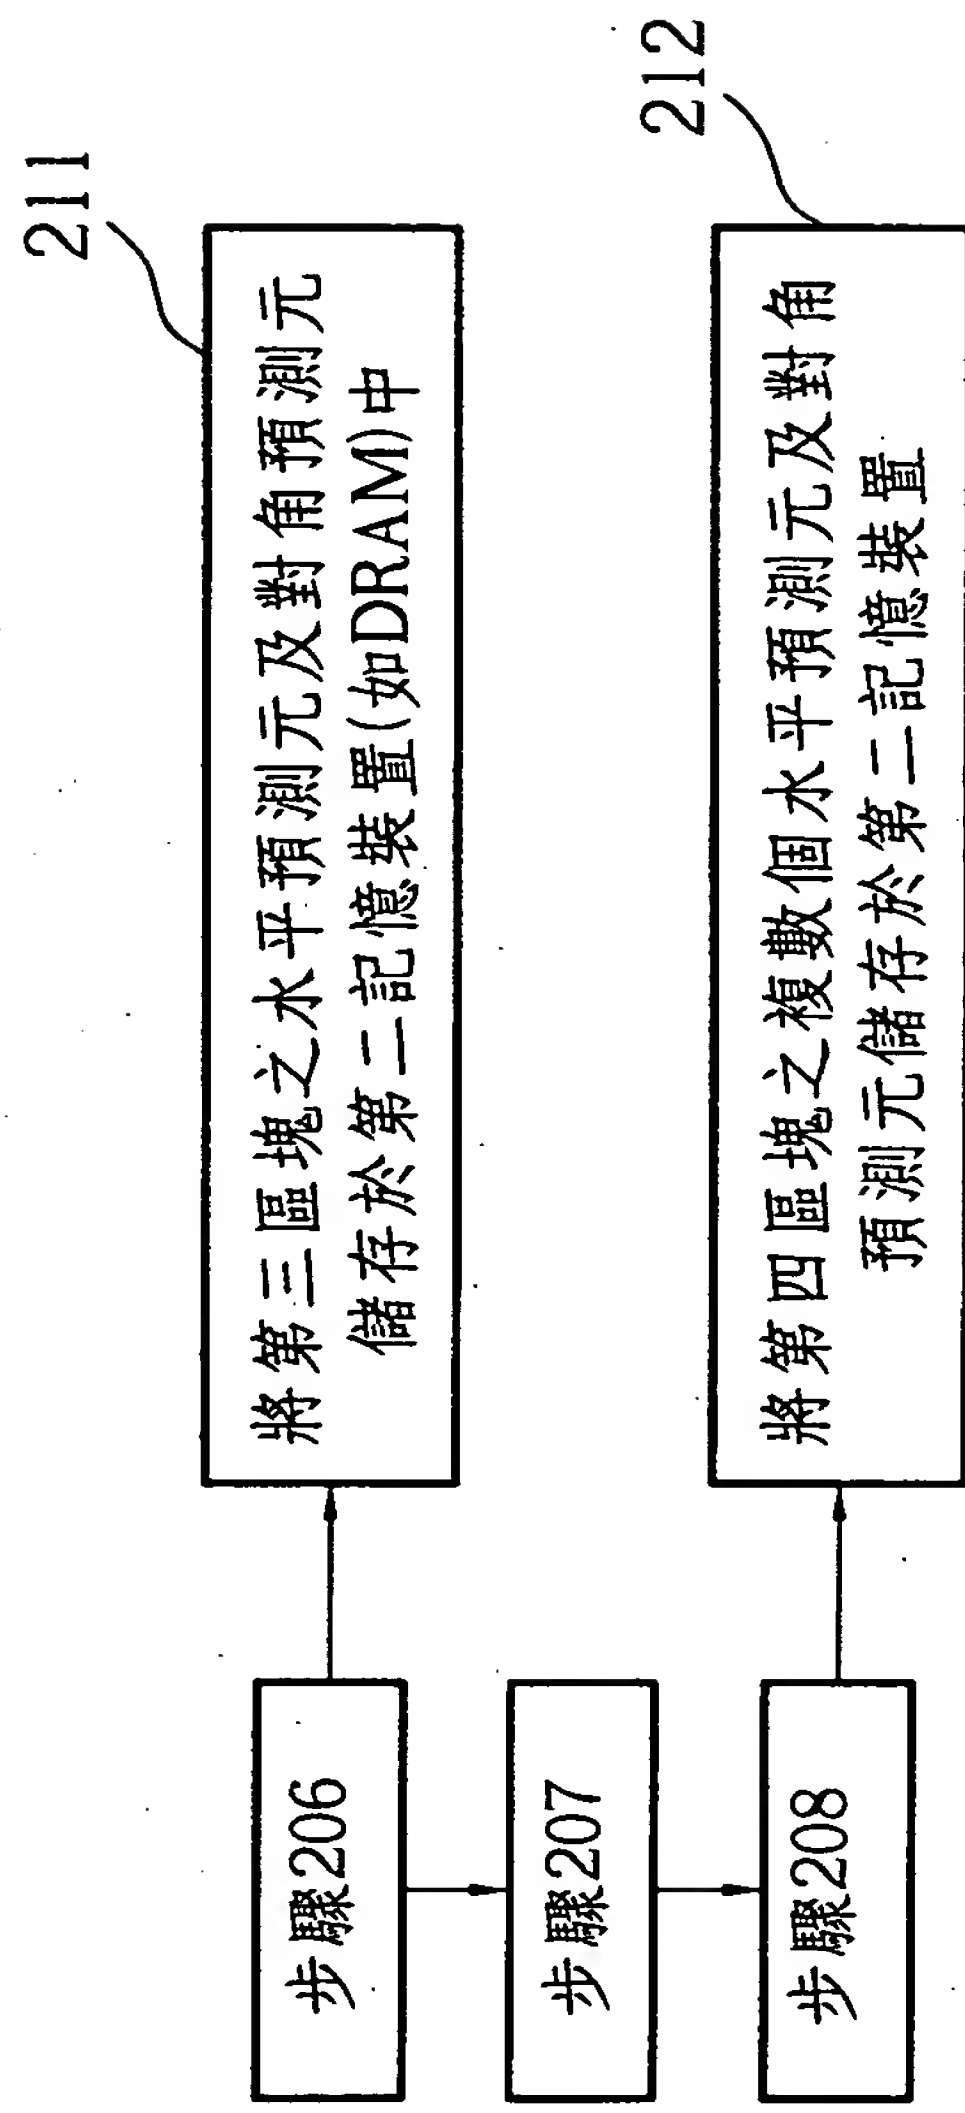 步驟206
211
將第三區塊之水平預測元及對角預測元
儲存於第二記憶裝置(如DRAM)中
步驟207
步驟208
212
將第四區塊之複數個水平預測元及對角
預測元儲存於第二記憶裝置